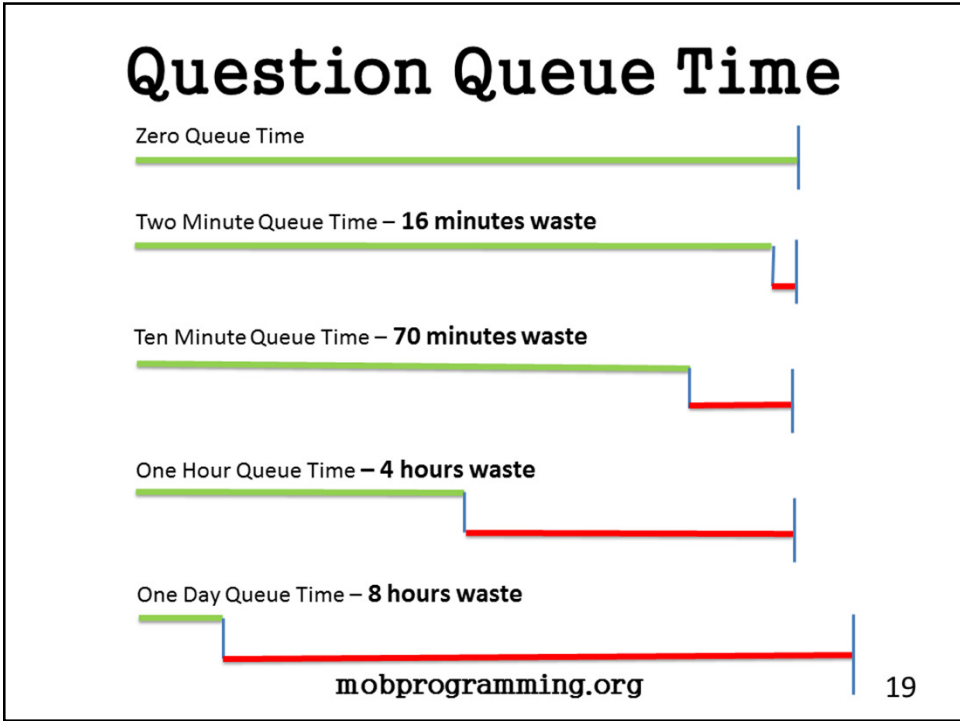 Question Queue Time
Zero Queue Time
Two Minute Queue Time – 16 minutes waste
Ten Minute Queue Time – 70 minutes waste
One Hour Queue Time – 4 hours waste
One Day Queue Time – 8 hours waste
mobprogramming.org
19